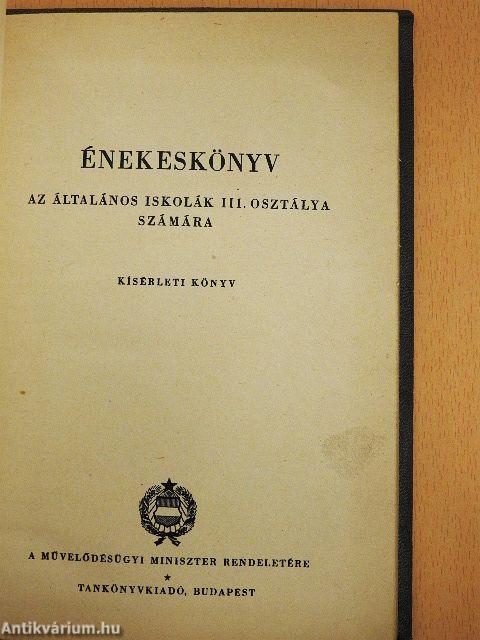 ÉNEKESKÖNYV
AZ ÁLTALÁNOS ISKOLÁK III. OSZTÁLYA
SZÁMÁRA
KÍSÉRLETI KÖNYV
A MŰVELŐDÉSÜGYI MINISZTER RENDELETÉRE
★
TANKÖNYVKIADÓ, BUDAPEST
Antikvárium.hu